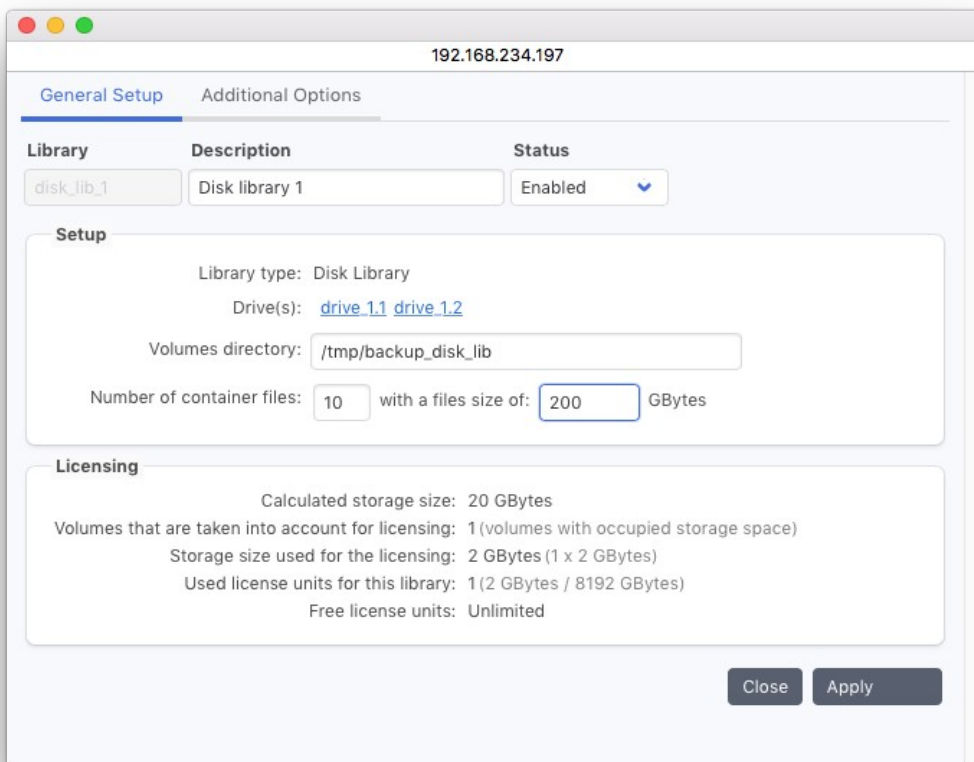 192.168.234.197
General Setup Additional Options
Library Description Status
disk_lib_1 Disk library 1 Enabled
Setup
Library type: Disk Library
Drive(s): drive_1.1 drive_1.2
Volumes directory: /tmp/backup_disk_lib
Number of container files: 10 with a files size of: 200 GBytes
Licensing
Calculated storage size: 20 GBytes
Volumes that are taken into account for licensing: 1 (volumes with occupied storage space)
Storage size used for the licensing: 2 GBytes (1 x 2 GBytes)
Used license units for this library: 1 (2 GBytes / 8192 GBytes)
Free license units: Unlimited
Close Apply